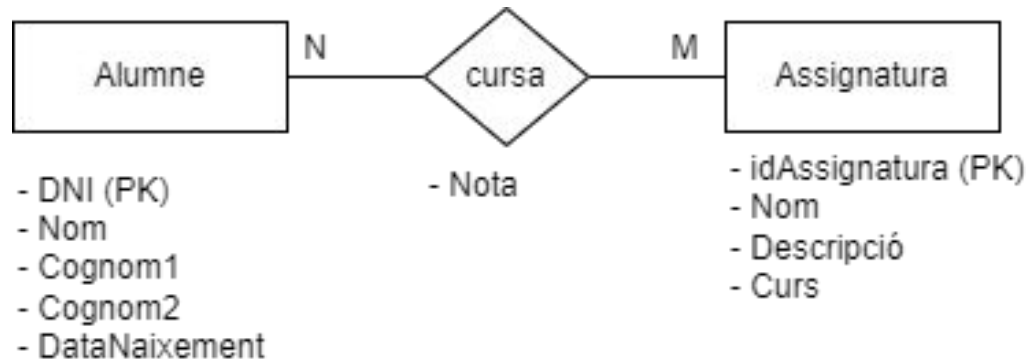 Alumne
N
cursa
M
Assignatura
- DNI (PK)
- Nom
- Cognom1
- Cognom2
- DataNaixement
- Nota
- idAssignatura (PK)
- Nom
- Descripció
- Curs